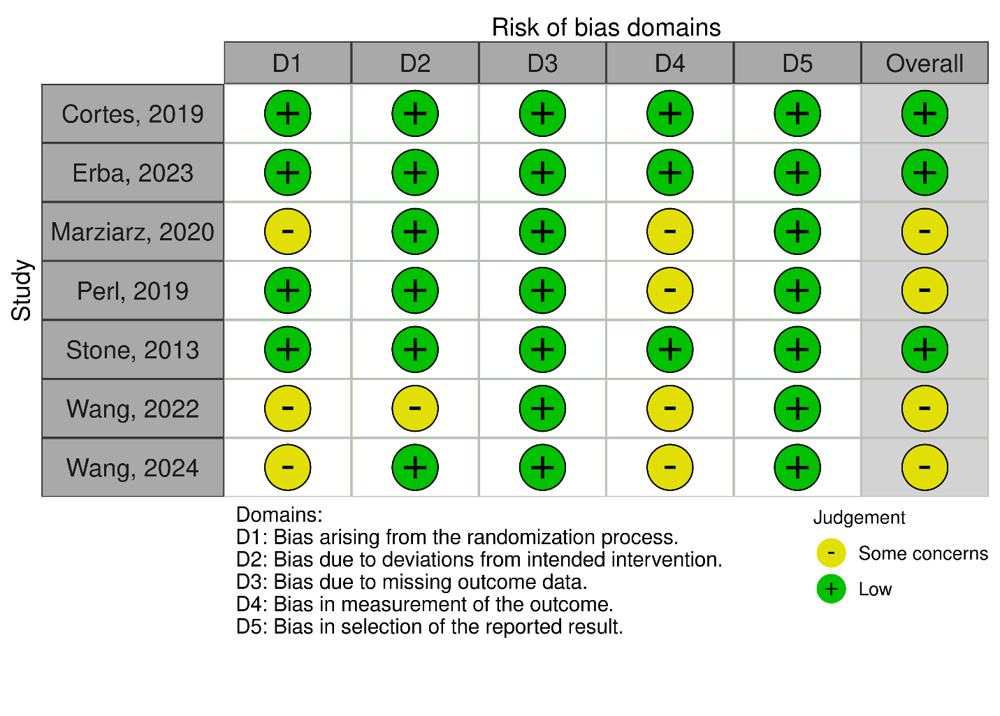 Risk of bias domains
D1 D2 D3 D4 D5 Overall
Study
Cortes, 2019 + + + + + +
Erba, 2023 + + + + + +
Marziarz, 2020 - + + - + -
Perl, 2019 + + + - + -
Stone, 2013 + + + + + +
Wang, 2022 - - + - + -
Wang, 2024 - + + - + -
Domains:
D1: Bias arising from the randomization process.
D2: Bias due to deviations from intended intervention.
D3: Bias due to missing outcome data.
D4: Bias in measurement of the outcome.
D5: Bias in selection of the reported result.
Judgement
- Some concerns
+ Low